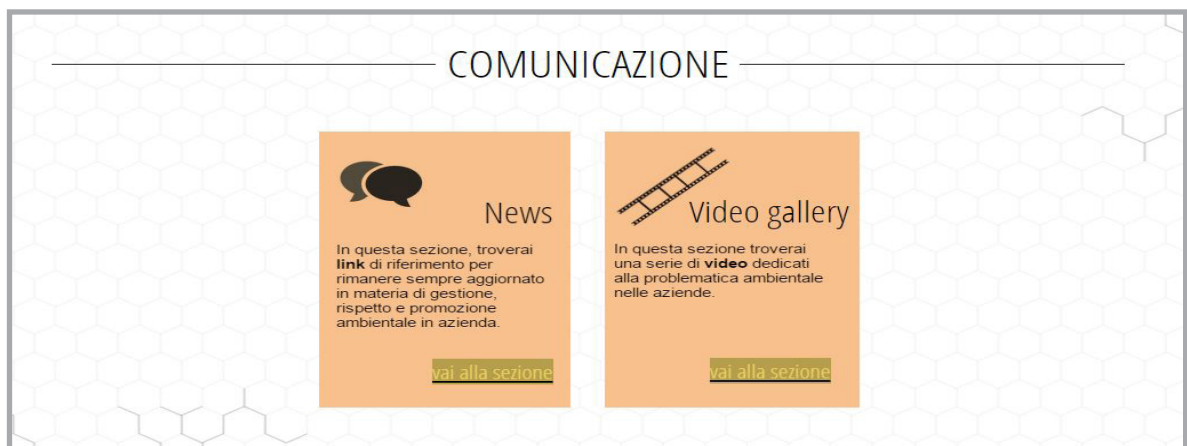 COMUNICAZIONE
News
In questa sezione, troverai
link di riferimento per
rimanere sempre aggiornato
in materia di gestione,
rispetto e promozione
ambientale in azienda.
vai alla sezione
Video gallery
In questa sezione troverai
una serie di video dedicati
alla problematica ambientale
nelle aziende.
vai alla sezione